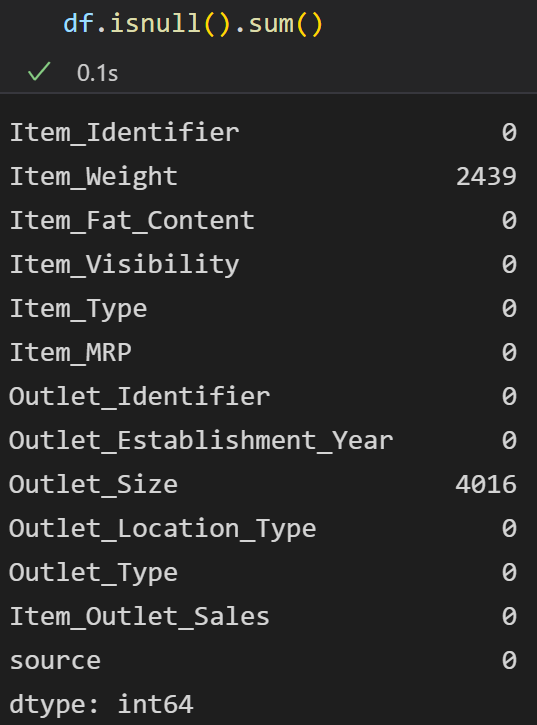 df.isnull().sum()
0.1s
Item_Identifier 0
Item_Weight 2439
Item_Fat_Content 0
Item_Visibility 0
Item_Type 0
Item_MRP 0
Outlet_Identifier 0
Outlet_Establishment_Year 0
Outlet_Size 4016
Outlet_Location_Type 0
Outlet_Type 0
Item_Outlet_Sales 0
source 0
dtype: int64